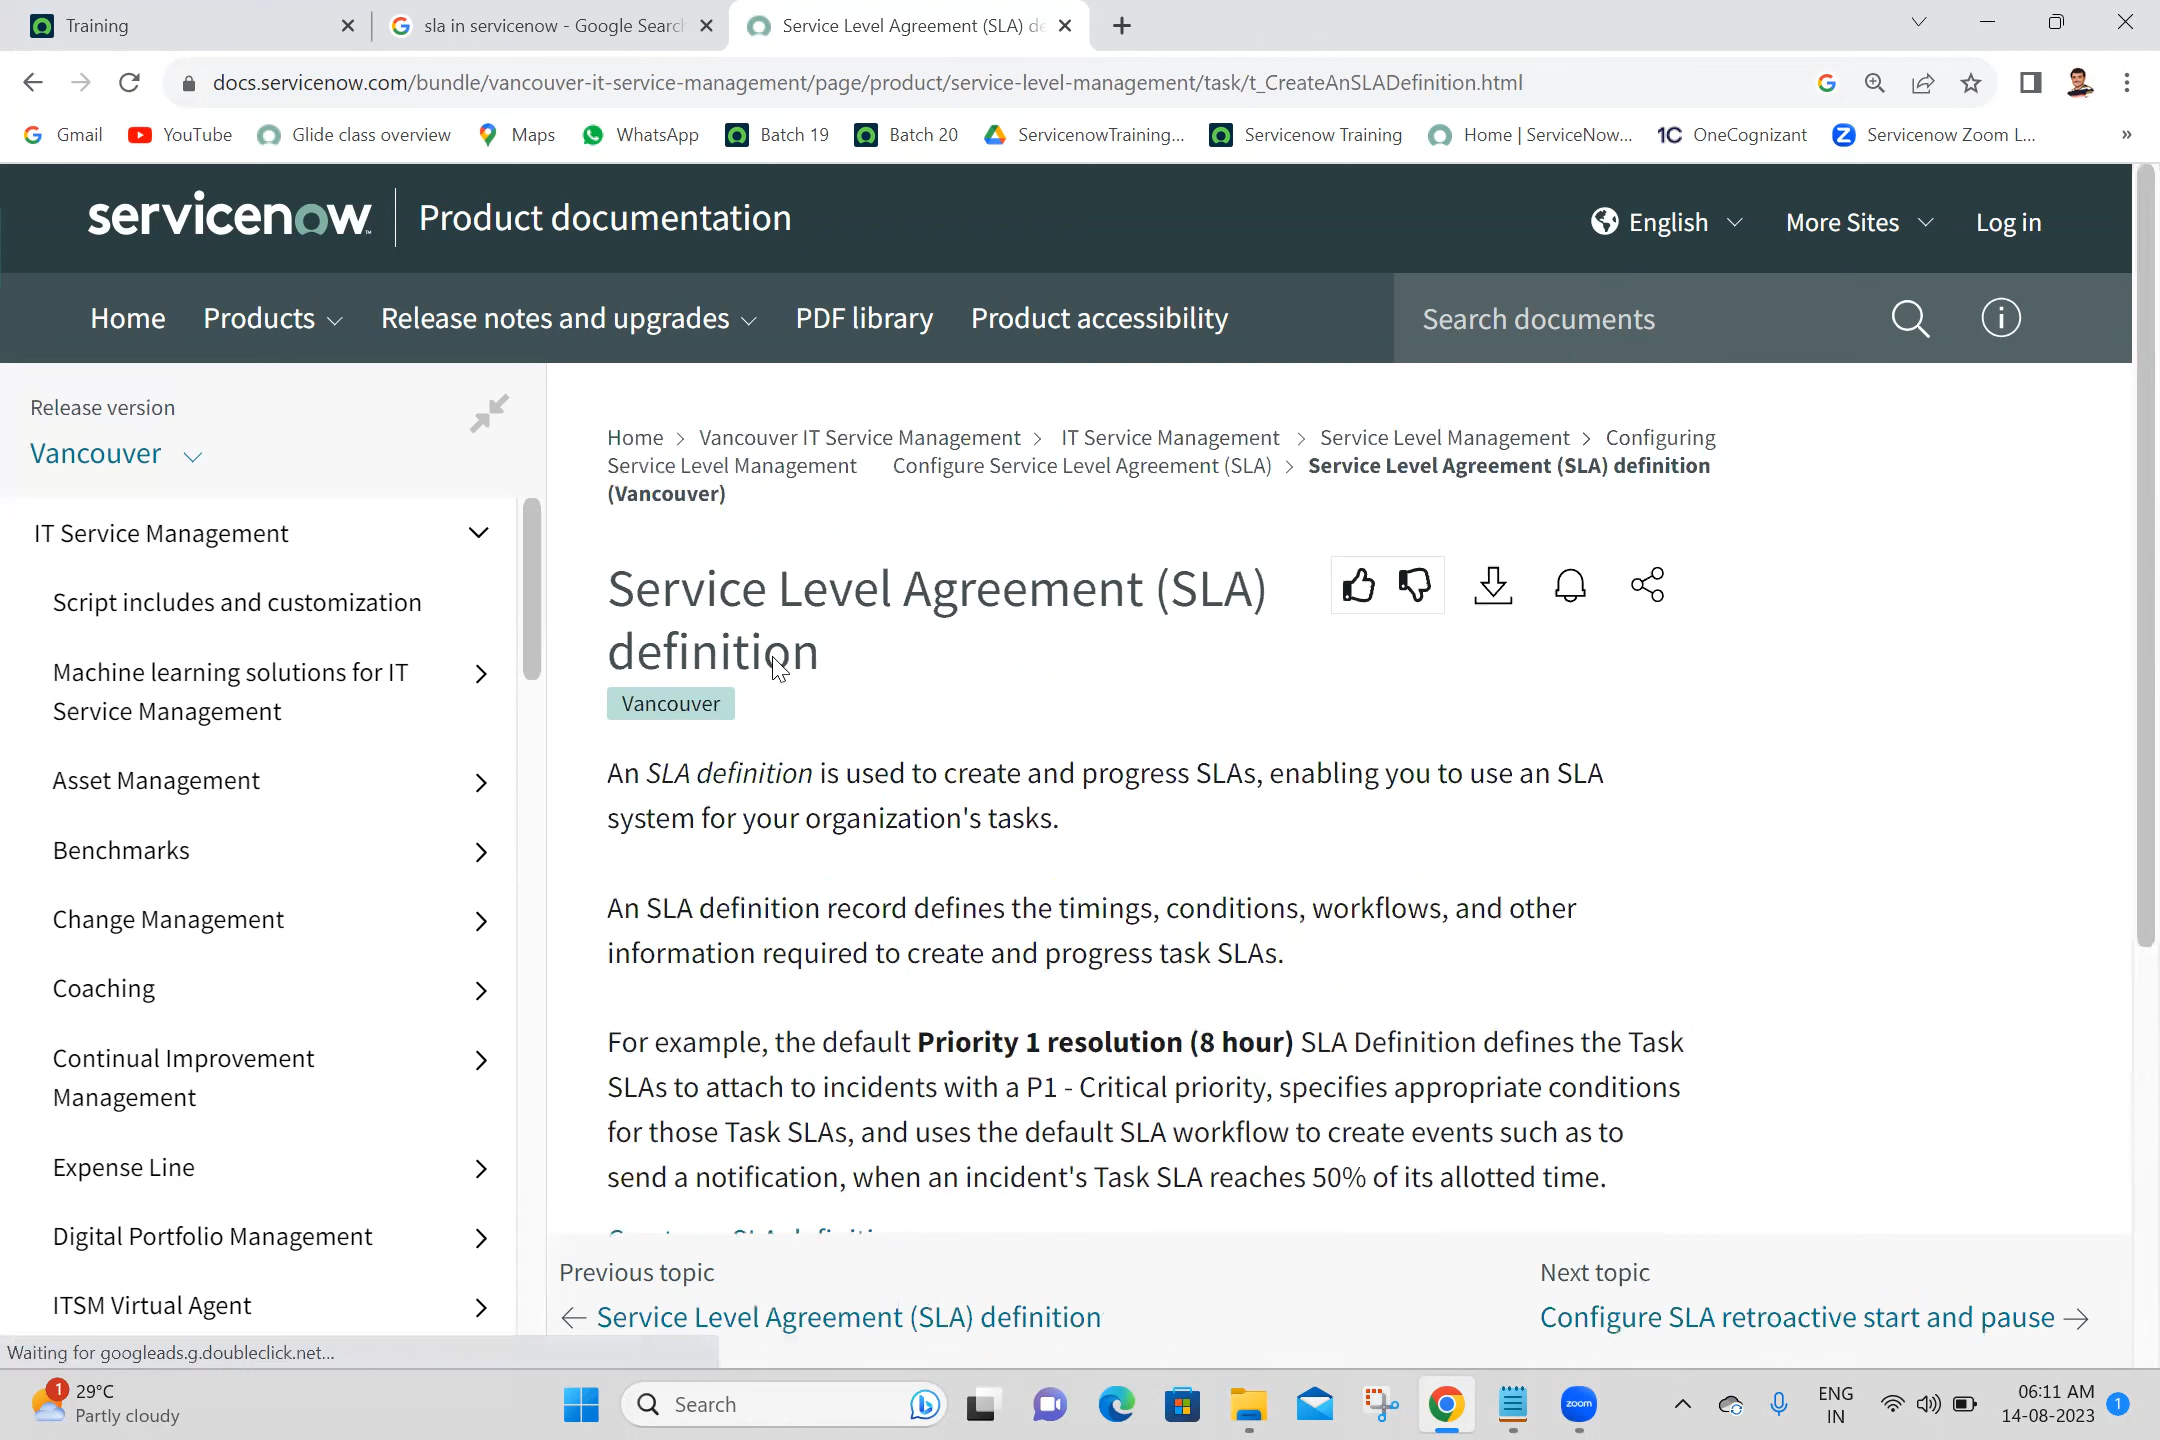 Training
sla in servicenow - Google Search
Service Level Agreement (SLA) de
docs.servicenow.com/bundle/vancouver-it-service-management/page/product/service-level-management/task/t_CreateAnSLADefinition.html
Gmail
YouTube
Glide class overview
Maps
WhatsApp
Batch 19
Batch 20
ServicenowTraining...
Servicenow Training
Home | ServiceNow...
1C OneCognizant
Servicenow Zoom L...
»
servicenow
Product documentation
English
More Sites
Log in
Home
Products
Release notes and upgrades
PDF library
Product accessibility
Search documents
Release version
Vancouver
IT Service Management
Script includes and customization
Machine learning solutions for IT
Service Management
Asset Management
Benchmarks
Change Management
Coaching
Continual Improvement
Management
Expense Line
Digital Portfolio Management
ITSM Virtual Agent
Home > Vancouver IT Service Management > IT Service Management > Service Level Management > Configuring
Service Level Management Configure Service Level Agreement (SLA) > Service Level Agreement (SLA) definition
(Vancouver)
Service Level Agreement (SLA)
definition
Vancouver
An SLA definition is used to create and progress SLAs, enabling you to use an SLA
system for your organization's tasks.
An SLA definition record defines the timings, conditions, workflows, and other
information required to create and progress task SLAs.
For example, the default Priority 1 resolution (8 hour) SLA Definition defines the Task
SLAs to attach to incidents with a P1 - Critical priority, specifies appropriate conditions
for those Task SLAs, and uses the default SLA workflow to create events such as to
send a notification, when an incident's Task SLA reaches 50% of its allotted time.
Previous topic
Service Level Agreement (SLA) definition
Next topic
Configure SLA retroactive start and pause
Waiting for googleads.g.doubleclick.net...
1
29°C
Partly cloudy
Search
zoom
ENG
IN
06:11 AM
14-08-2023
1